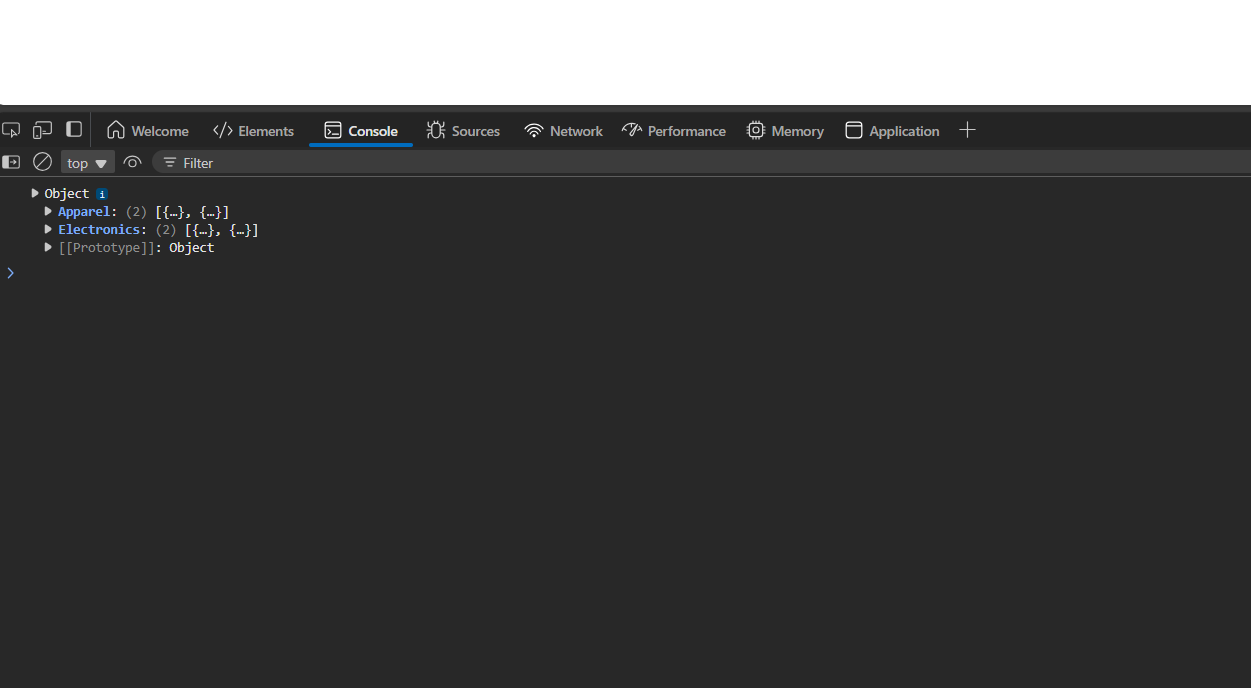 Welcome </> Elements Console Sources Network Performance Memory Application
top Filter
Object i
Apparel: (2) [{…}, {…}]
Electronics: (2) [{…}, {…}]
[[Prototype]]: Object